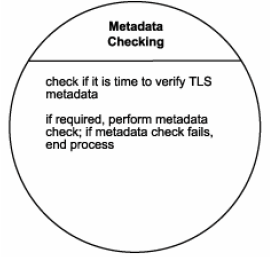 Metadata
Checking
check if it is time to verify TLS
metadata
if required, perform metadata
check; if metadata check fails,
end process